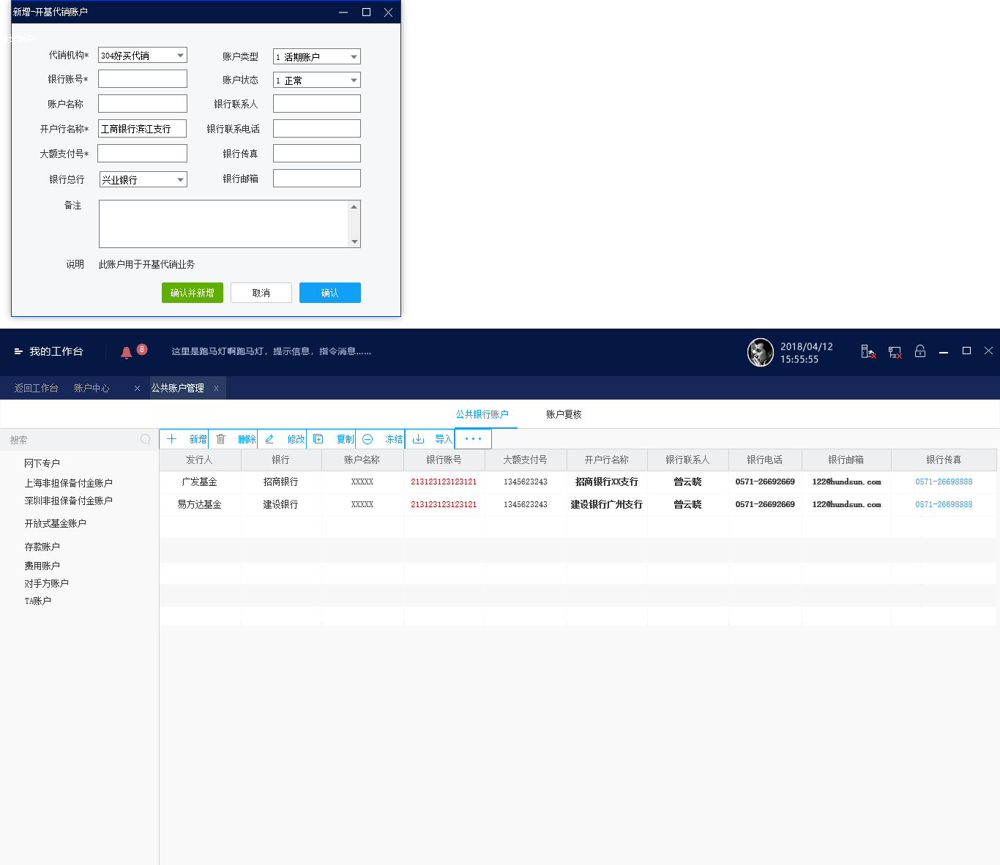 新增-开基代销账户
代销机构* 304好买代销 账户类型 1 活期账户
银行账号* 账户状态 1 正常
账户名称 银行联系人
开户行名称* 工商银行滨江支行 银行联系电话
大额支付号* 银行传真
银行总行 兴业银行 银行邮箱
备注
说明 此账户用于开基代销业务
确认并新增 取消 确认
我的工作台 8 这里是跑马灯啊跑马灯，提示信息，指令消息…… 2018/04/12
15:55:55
返回工作台 账户中心 × 公共账户管理 x
公共银行账户 账户复核
搜索 新增 删除 修改 复制 冻结 导入 ···
发行人 银行 账户名称 银行账号 大额支付号 开户行名称 银行联系人 银行电话 银行邮箱 银行传真
广发基金 招商银行 XXXXX 213123123123121 1345623243 招商银行XX支行 曾云晓 0571-26692669 122@hundsun.com 0571-26698888
易方达基金 建设银行 XXXXX 213123123123121 1345623243 建设银行广州支行 曾云晓 0571-26692669 122@hundsun.com 0571-26698888
网下专户
上海非担保备付金账户
深圳非担保备付金账户
开放式基金账户
存款账户
费用账户
对手方账户
TA账户